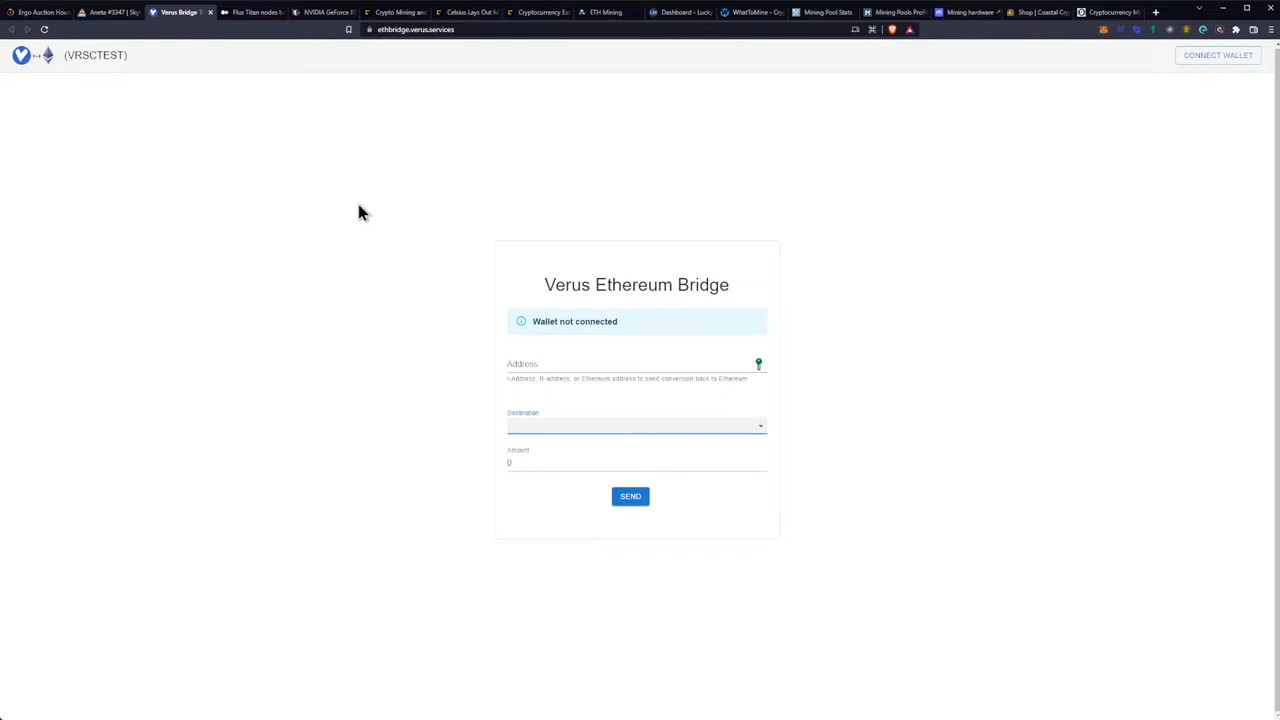 Ergo Auction Hou
Aneta #3347 | Sky
Verus Bridge T
Flux Titan nodes b
NVIDIA GeForce R
Crypto Mining and
Celsius Lays Out M
Cryptocurrency Ex
ETH Mining
Dashboard - Lucky
WhatToMine - Cry
Mining Pool Stats
Mining Pools Prof
Mining hardware
Shop | Coastal Cry
Cryptocurrency M
ethbridge.verus.services
(VRSCTEST)
CONNECT WALLET
Verus Ethereum Bridge
Wallet not connected
Address
I-Address, R-address, or Ethereum address to send conversion back to Ethereum
Destination
Amount
0
SEND